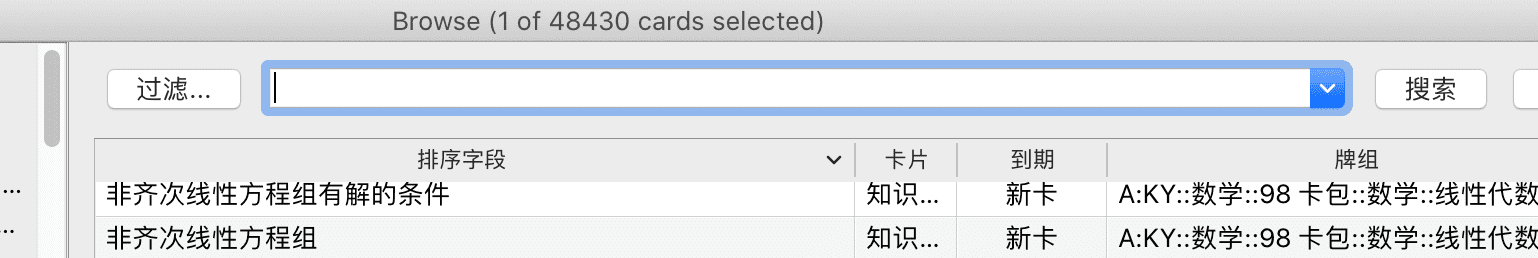 Browse (1 of 48430 cards selected)
过滤... 搜索
排序字段 卡片 到期 牌组
... 非齐次线性方程组有解的条件 知识... 新卡 A:KY::数学::98 卡包::数学::线性代数
... 非齐次线性方程组 知识... 新卡 A:KY::数学::98 卡包::数学::线性代数